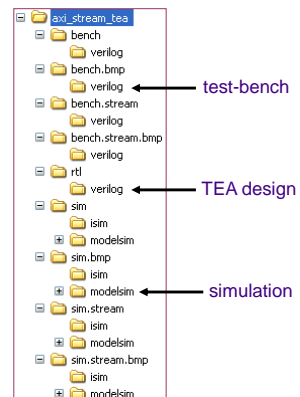 axi_stream_tea
bench
verilog
bench.bmp
verilog
test-bench
bench.stream
verilog
bench.stream.bmp
verilog
rtl
verilog
TEA design
sim
isim
modelsim
sim.bmp
isim
modelsim
simulation
sim.stream
isim
modelsim
sim.stream.bmp
isim
modelsim